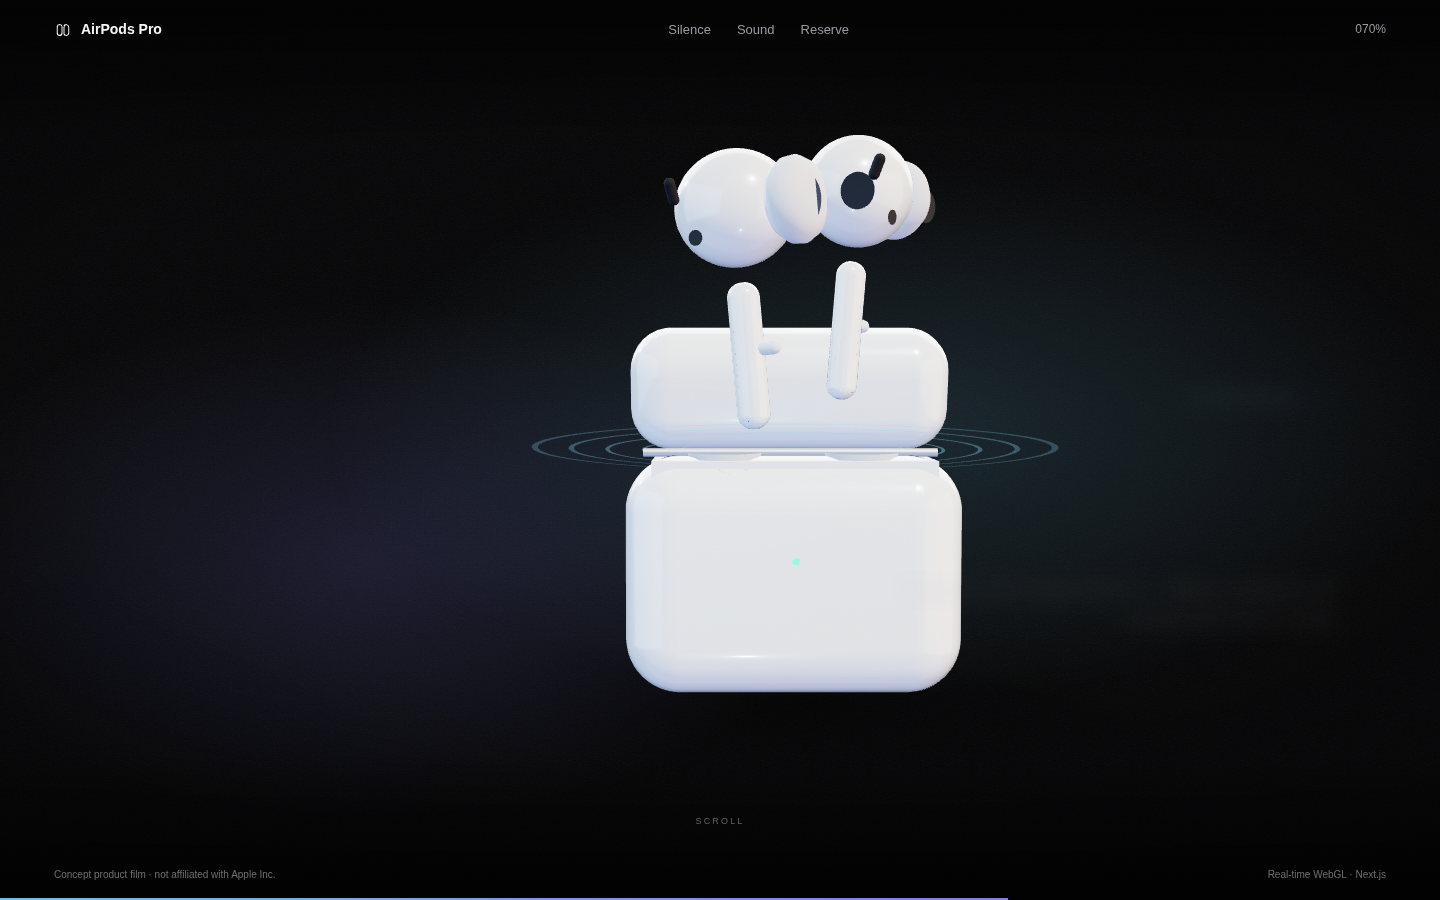 AirPods Pro
Silence
Sound
Reserve
070%
SCROLL
Concept product film · not affiliated with Apple Inc.
Real-time WebGL · Next.js